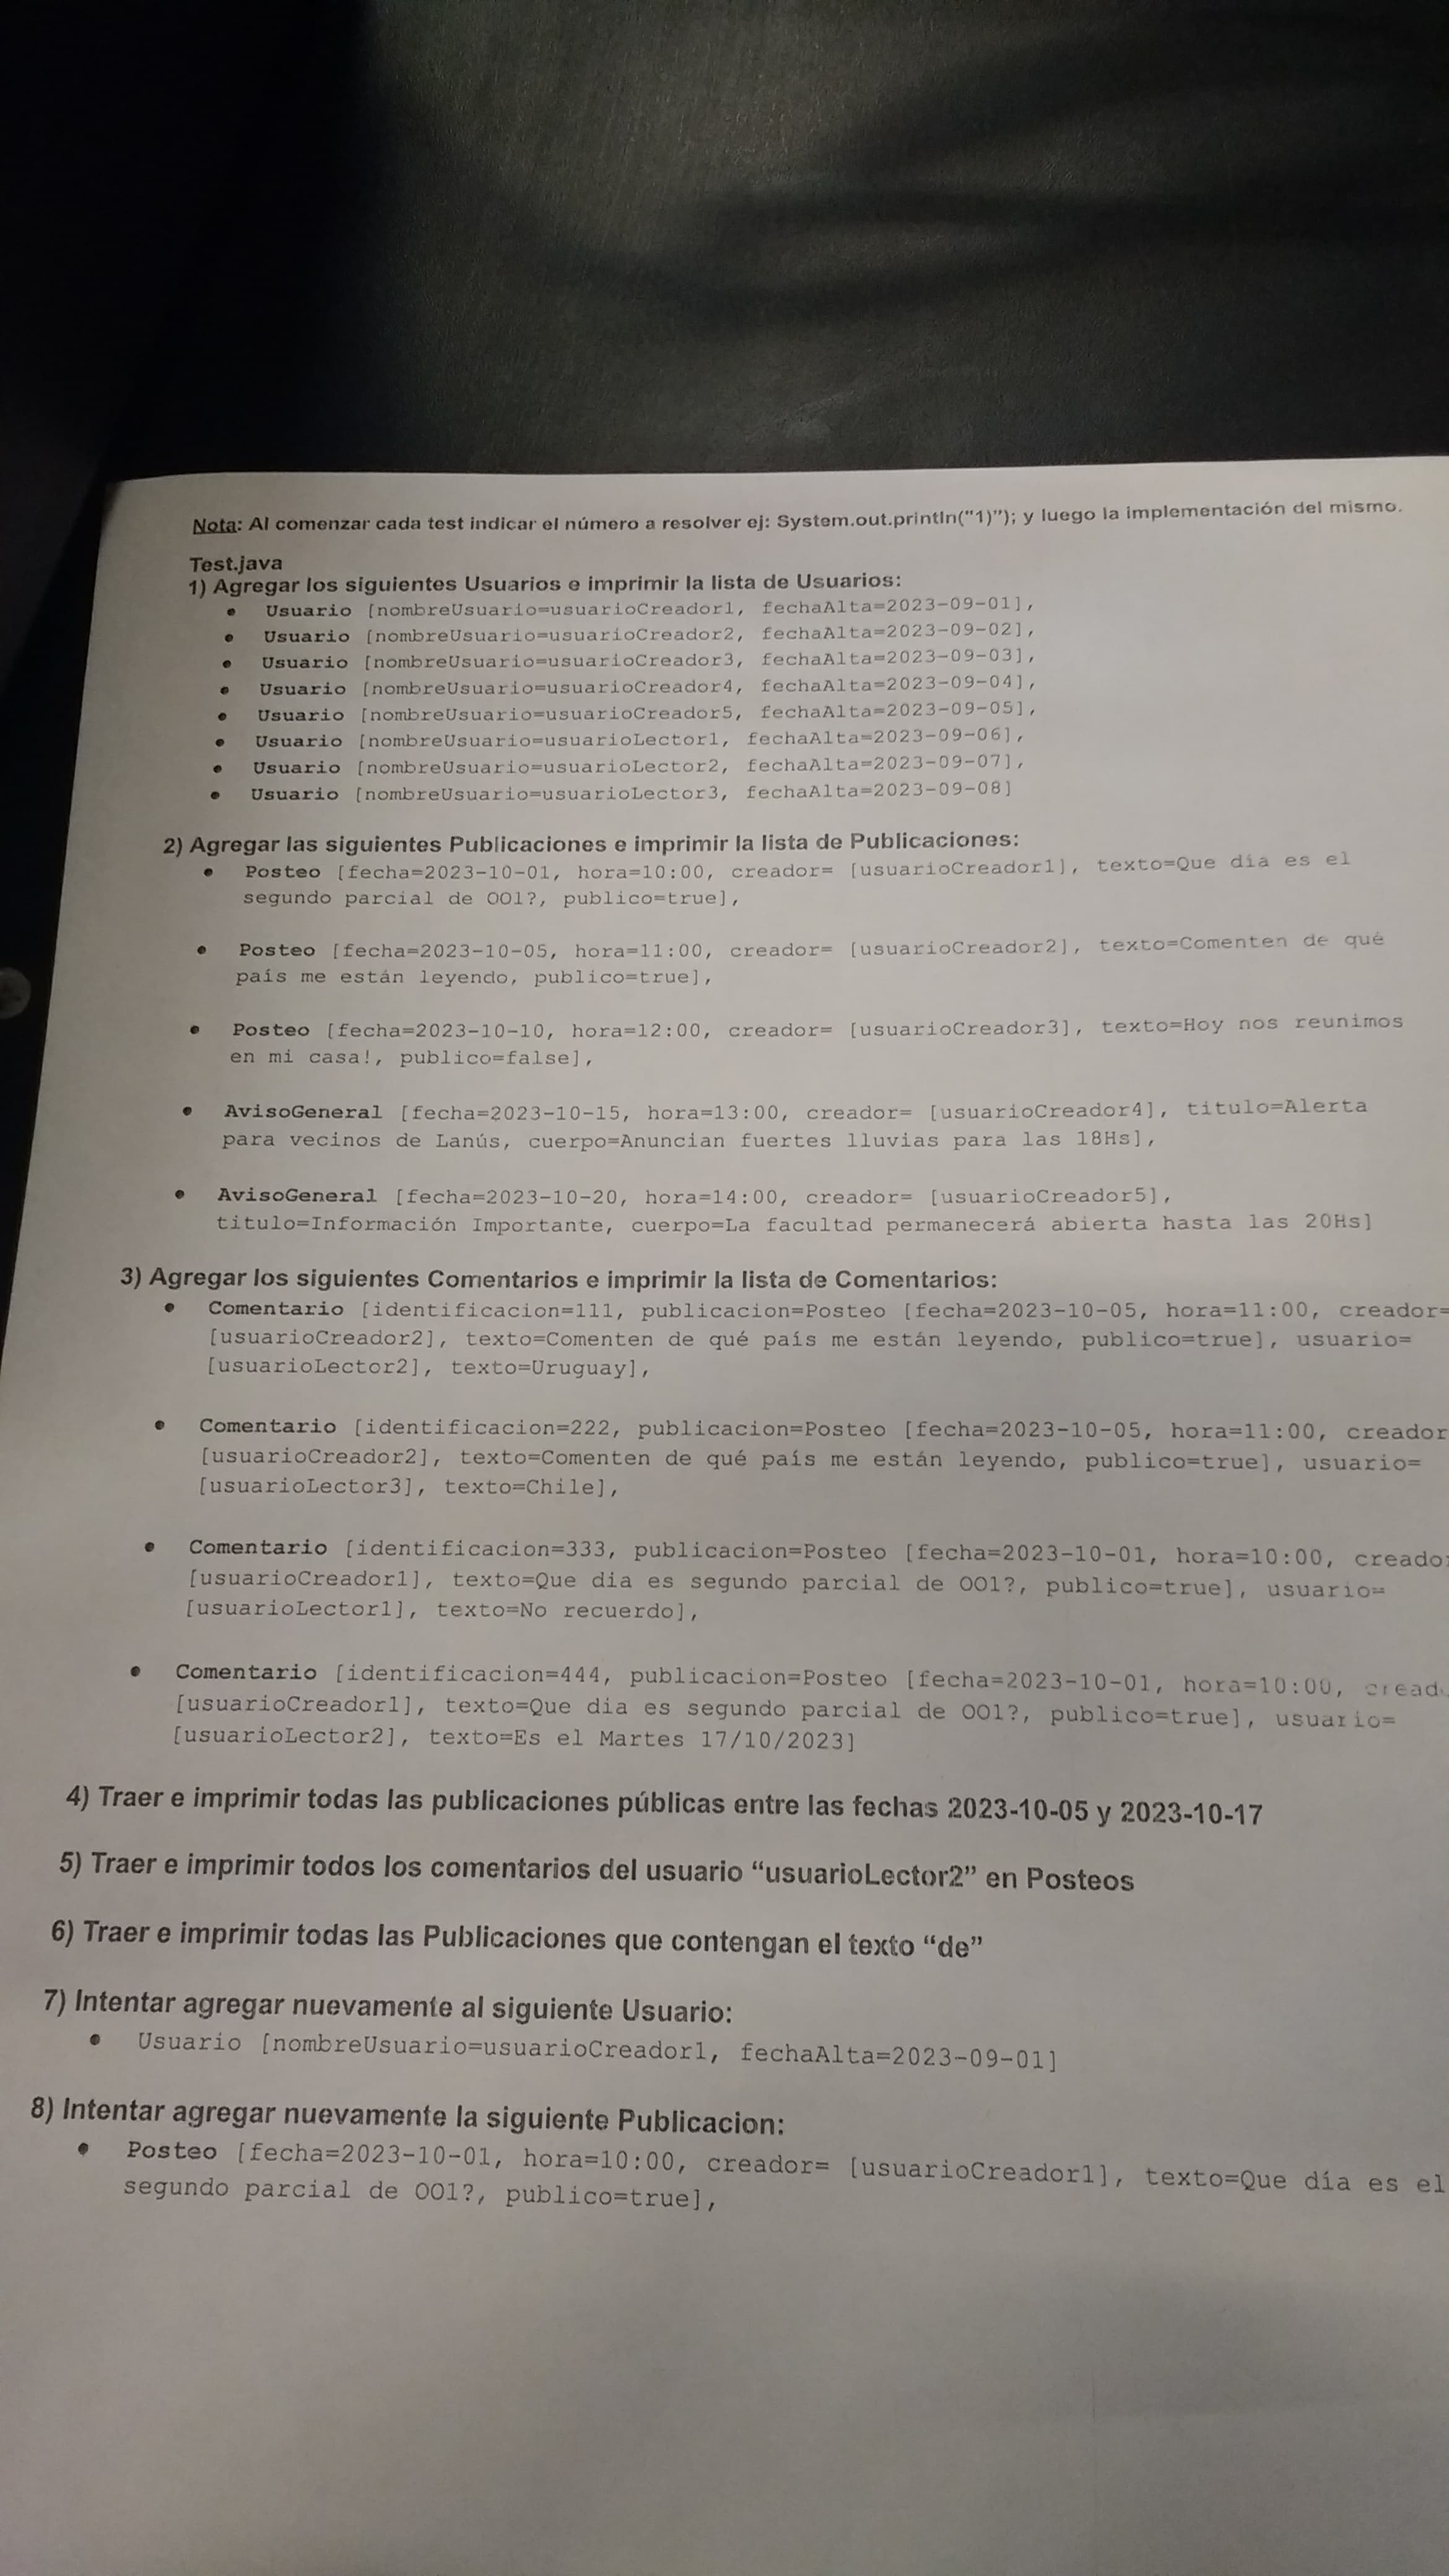 Nota: Al comenzar cada test indicar el número a resolver ej: System.out.println("1)"); y luego la implementación del mismo.
Test.java
1) Agregar los siguientes Usuarios e imprimir la lista de Usuarios:
• Usuario [nombreUsuario=usuarioCreador1, fechaAlta=2023-09-01],
• Usuario [nombreUsuario=usuarioCreador2, fechaAlta=2023-09-02],
• Usuario [nombreUsuario=usuarioCreador3, fechaAlta=2023-09-03],
• Usuario [nombreUsuario=usuarioCreador4, fechaAlta=2023-09-04],
• Usuario [nombreUsuario=usuarioCreador5, fechaAlta=2023-09-05],
• Usuario [nombreUsuario=usuarioLector1, fechaAlta=2023-09-06],
• Usuario [nombreUsuario=usuarioLector2, fechaAlta=2023-09-07],
• Usuario [nombreUsuario=usuarioLector3, fechaAlta=2023-09-08]
2) Agregar las siguientes Publicaciones e imprimir la lista de Publicaciones:
• Posteo [fecha=2023-10-01, hora=10:00, creador= [usuarioCreador1], texto=Que día es el
segundo parcial de OO1?, publico=true],
• Posteo [fecha=2023-10-05, hora=11:00, creador= [usuarioCreador2], texto=Comenten de qué
país me están leyendo, publico=true],
• Posteo [fecha=2023-10-10, hora=12:00, creador= [usuarioCreador3], texto=Hoy nos reunimos
en mi casa!, publico=false],
• AvisoGeneral [fecha=2023-10-15, hora=13:00, creador= [usuarioCreador4], titulo=Alerta
para vecinos de Lanús, cuerpo=Anuncian fuertes lluvias para las 18Hs],
• AvisoGeneral [fecha=2023-10-20, hora=14:00, creador= [usuarioCreador5],
titulo=Información Importante, cuerpo=La facultad permanecerá abierta hasta las 20Hs]
3) Agregar los siguientes Comentarios e imprimir la lista de Comentarios:
• Comentario [identificacion=111, publicacion=Posteo [fecha=2023-10-05, hora=11:00, creador=
[usuarioCreador2], texto=Comenten de qué país me están leyendo, publico=true], usuario=
[usuarioLector2], texto=Uruguay],
• Comentario [identificacion=222, publicacion=Posteo [fecha=2023-10-05, hora=11:00, creador
[usuarioCreador2], texto=Comenten de qué país me están leyendo, publico=true], usuario=
[usuarioLector3], texto=Chile],
• Comentario [identificacion=333, publicacion=Posteo [fecha=2023-10-01, hora=10:00, creado
[usuarioCreador1], texto=Que dia es segundo parcial de OO1?, publico=true], usuario=
[usuarioLector1], texto=No recuerdo],
• Comentario [identificacion=444, publicacion=Posteo [fecha=2023-10-01, hora=10:00, cread
[usuarioCreador1], texto=Que dia es segundo parcial de OO1?, publico=true], usuario=
[usuarioLector2], texto=Es el Martes 17/10/2023]
4) Traer e imprimir todas las publicaciones públicas entre las fechas 2023-10-05 y 2023-10-17
5) Traer e imprimir todos los comentarios del usuario “usuarioLector2” en Posteos
6) Traer e imprimir todas las Publicaciones que contengan el texto “de”
7) Intentar agregar nuevamente al siguiente Usuario:
• Usuario [nombreUsuario=usuarioCreador1, fechaAlta=2023-09-01]
8) Intentar agregar nuevamente la siguiente Publicacion:
• Posteo [fecha=2023-10-01, hora=10:00, creador= [usuarioCreador1], texto=Que día es el
segundo parcial de OO1?, publico=true],